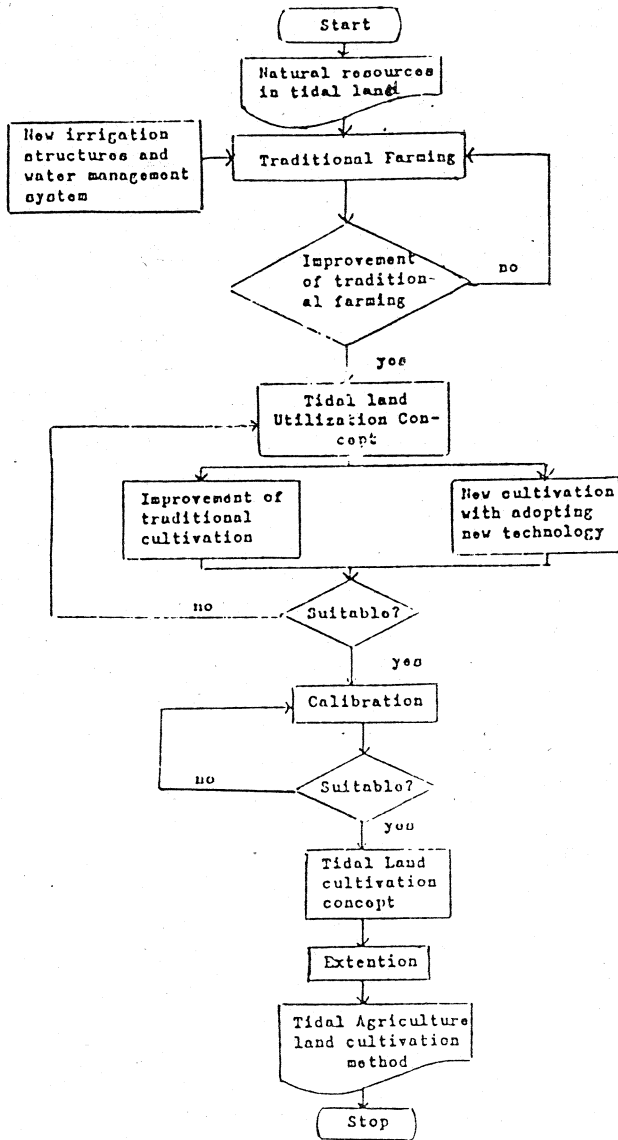 Start
Natural resources
in tidal land
New irrigation
structures and
water management
system
Traditional Farming
Improvement
of tradition-
al farming
no
yes
Tidal land
Utilization Con-
cept
Improvement of
traditional
cultivation
New cultivation
with adopting
new technology
no
Suitable?
yes
Calibration
no
Suitable?
yes
Tidal Land
cultivation
concept
Extention
Tidal Agriculture
land cultivation
method
Stop